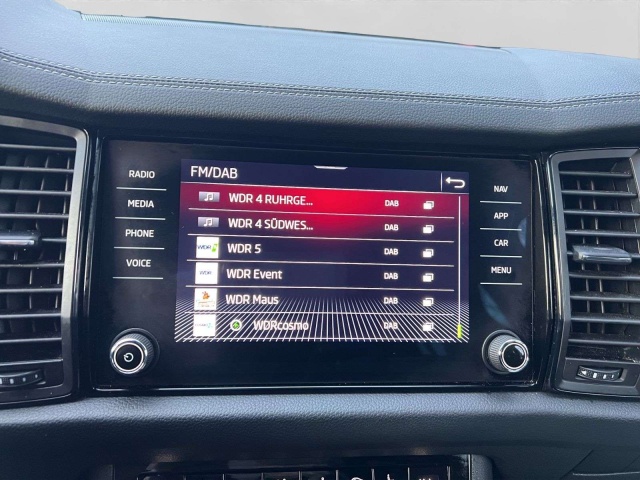 RADIO
MEDIA
PHONE
VOICE
FM/DAB
WDR 4 RUHRGE... DAB
WDR 4 SÜDWES... DAB
WDR 5 DAB
WDR Event DAB
WDR Maus DAB
WDRcosmo DAB
NAV
APP
CAR
MENU